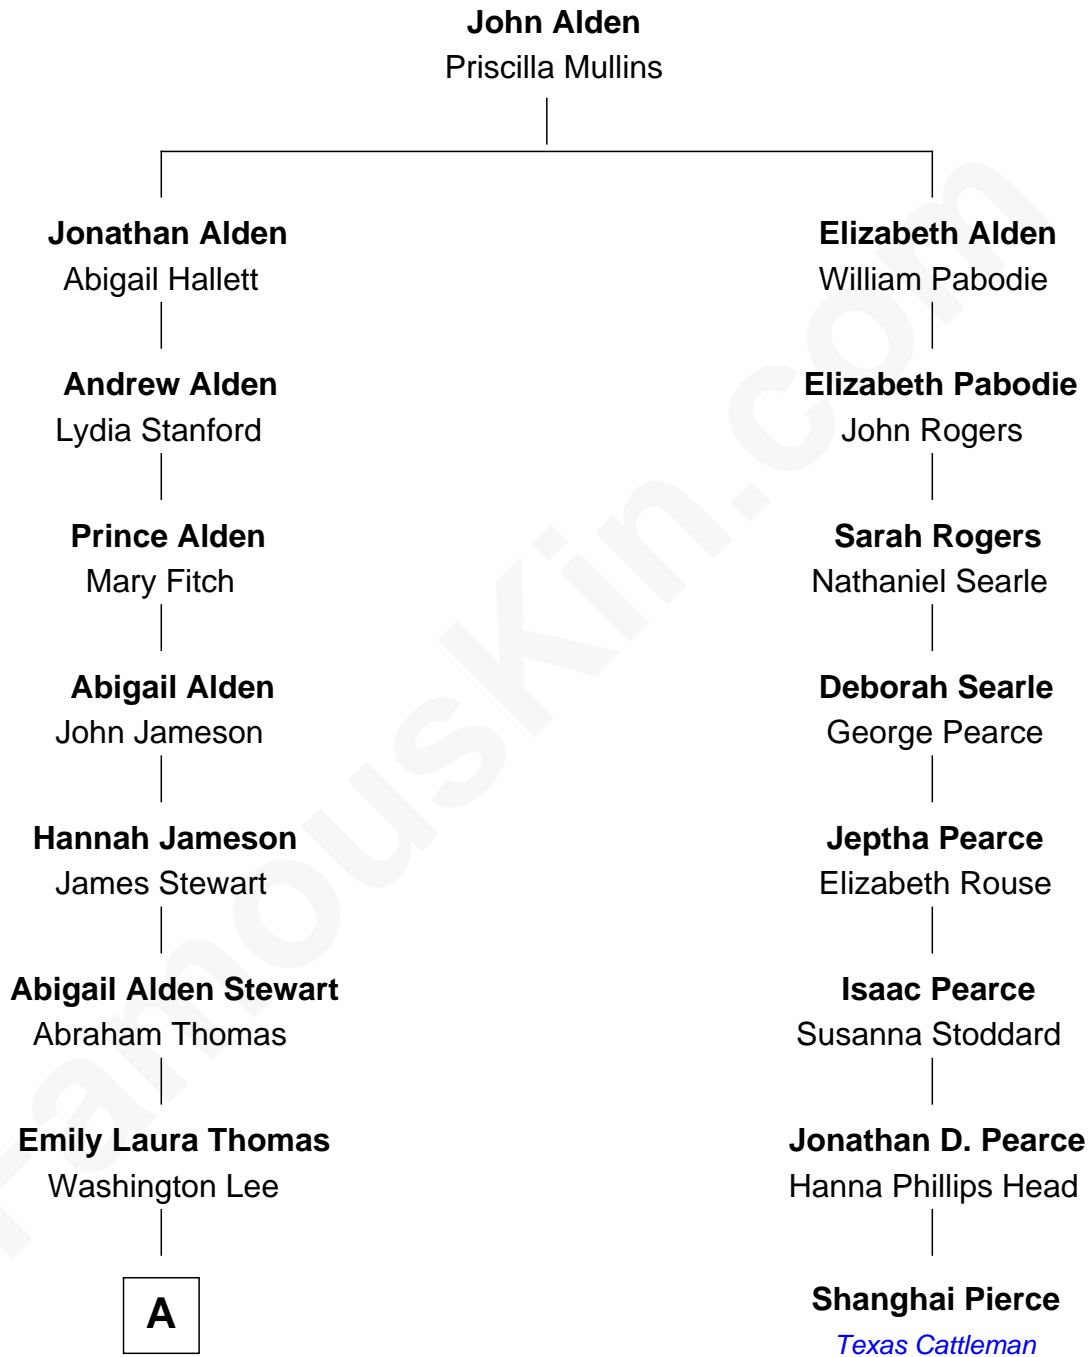 John Alden
Priscilla Mullins
Jonathan Alden
Abigail Hallett
Elizabeth Alden
William Pabodie
Andrew Alden
Lydia Stanford
Elizabeth Pabodie
John Rogers
Prince Alden
Mary Fitch
Sarah Rogers
Nathaniel Searle
Abigail Alden
John Jameson
Deborah Searle
George Pearce
Hannah Jameson
James Stewart
Jeptha Pearce
Elizabeth Rouse
Abigail Alden Stewart
Abraham Thomas
Isaac Pearce
Susanna Stoddard
Emily Laura Thomas
Washington Lee
Jonathan D. Pearce
Hanna Phillips Head
A
Shanghai Pierce
Texas Cattleman
FamousKin.com